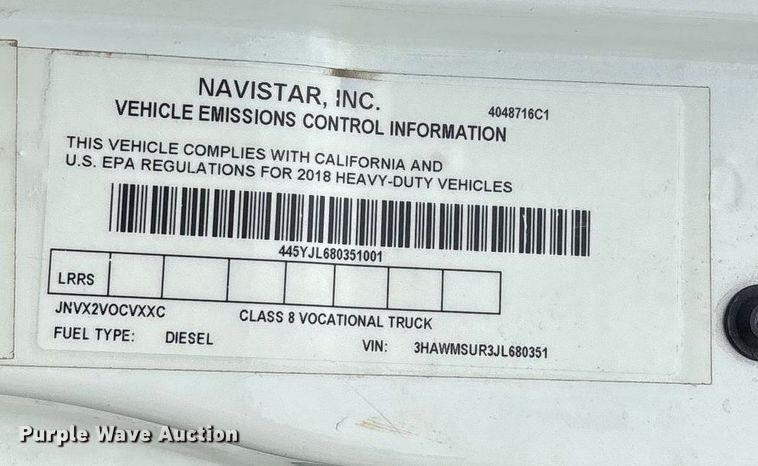 NAVISTAR, INC.
4048716C1
VEHICLE EMISSIONS CONTROL INFORMATION
THIS VEHICLE COMPLIES WITH CALIFORNIA AND
U.S. EPA REGULATIONS FOR 2018 HEAVY-DUTY VEHICLES
445YJL680351001
LRRS
JNVX2VOCVXXC CLASS 8 VOCATIONAL TRUCK
FUEL TYPE: DIESEL VIN: 3HAWMSUR3JL680351
Purple Wave Auction